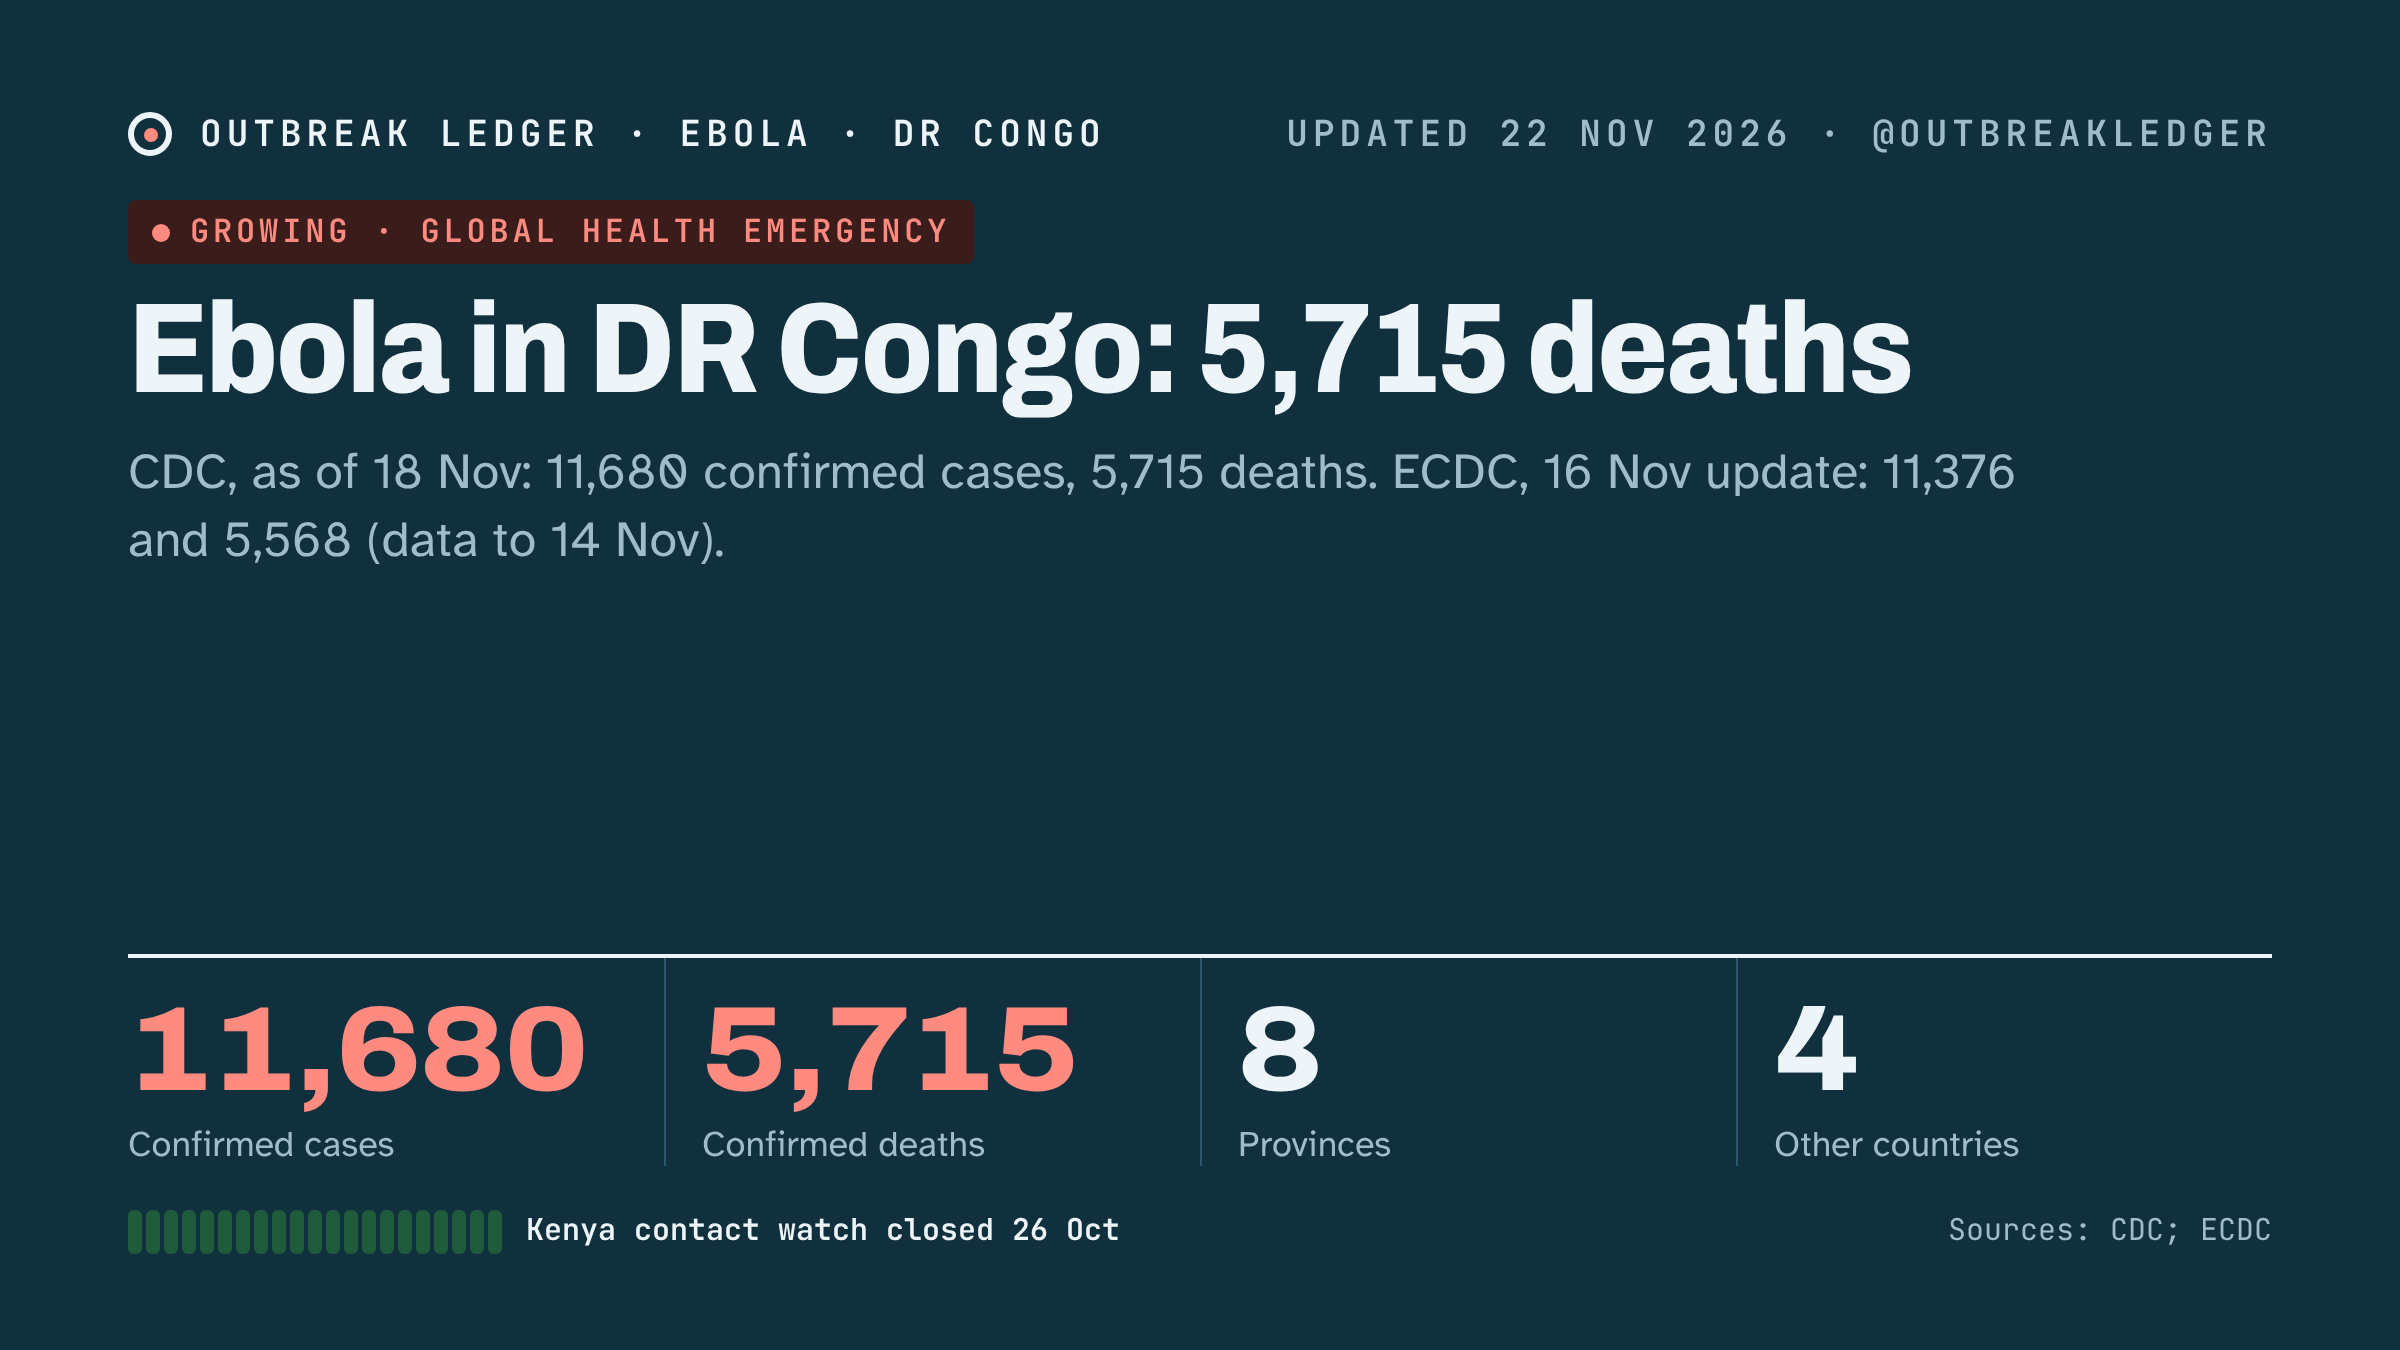 OUTBREAK LEDGER · EBOLA · DR CONGO
UPDATED 22 NOV 2026 · @OUTBREAKLEDGER
GROWING · GLOBAL HEALTH EMERGENCY
Ebola in DR Congo: 5,715 deaths
CDC, as of 18 Nov: 11,680 confirmed cases, 5,715 deaths. ECDC, 16 Nov update: 11,376
and 5,568 (data to 14 Nov).
11,680
Confirmed cases
5,715
Confirmed deaths
8
Provinces
4
Other countries
Kenya contact watch closed 26 Oct
Sources: CDC; ECDC